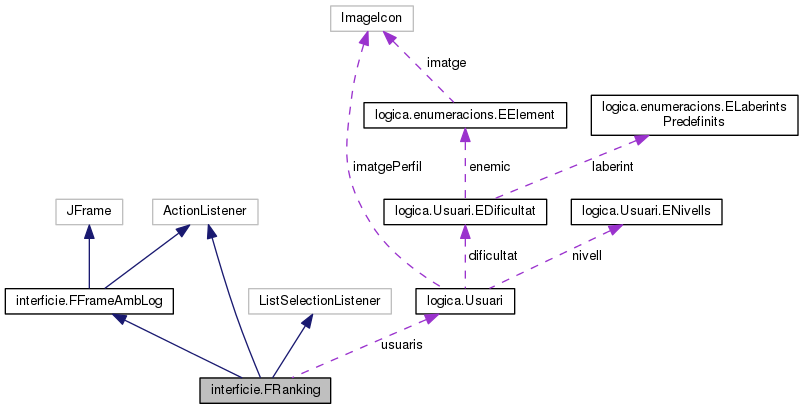 ImageIcon
imatge
logica.enumeracions.EElement
logica.enumeracions.ELaberints
Predefinits
imatgePerfil
enemic
laberint
JFrame
ActionListener
logica.Usuari.EDificultat
logica.Usuari.ENivells
dificultat
nivell
interficie.FFrameAmbLog
ListSelectionListener
logica.Usuari
usuaris
interficie.FRanking